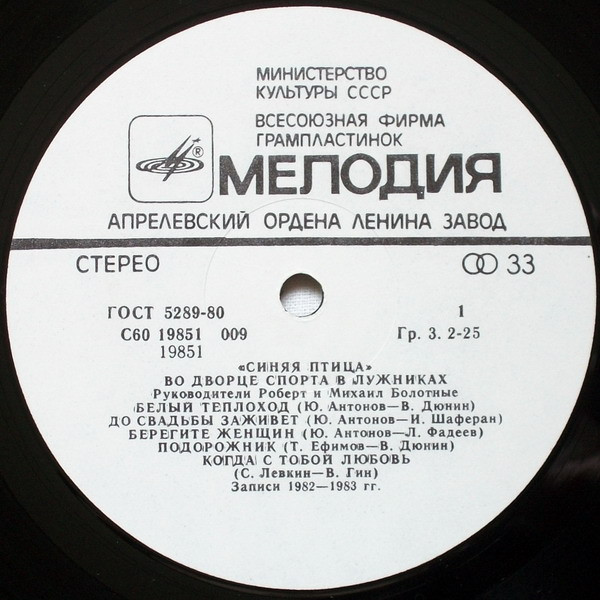 МИНИСТЕРСТВО
КУЛЬТУРЫ СССР
ВСЕСОЮЗНАЯ ФИРМА
ГРАМПЛАСТИНОК
® МЕЛОДИЯ
АПРЕЛЕВСКИЙ ОРДЕНА ЛЕНИНА ЗАВОД
СТЕРЕО 33
ГОСТ 5289-80 1
С60 19851 009 Гр. 3. 2-25
19851
«СИНЯЯ ПТИЦА»
ВО ДВОРЦЕ СПОРТА В ЛУЖНИКАХ
Руководители Роберт и Михаил Болотные
БЕЛЫЙ ТЕПЛОХОД (Ю. Антонов—В. Дюнин)
ДО СВАДЬБЫ ЗАЖИВЕТ (Ю. Антонов—И. Шаферан)
БЕРЕГИТЕ ЖЕНЩИН (Ю. Антонов—Л. Фадеев)
ПОДОРОЖНИК (Т. Ефимов—В. Дюнин)
КОГДА С ТОБОЙ ЛЮБОВЬ
(С. Левкин—В. Гин)
Записи 1982—1983 гг.